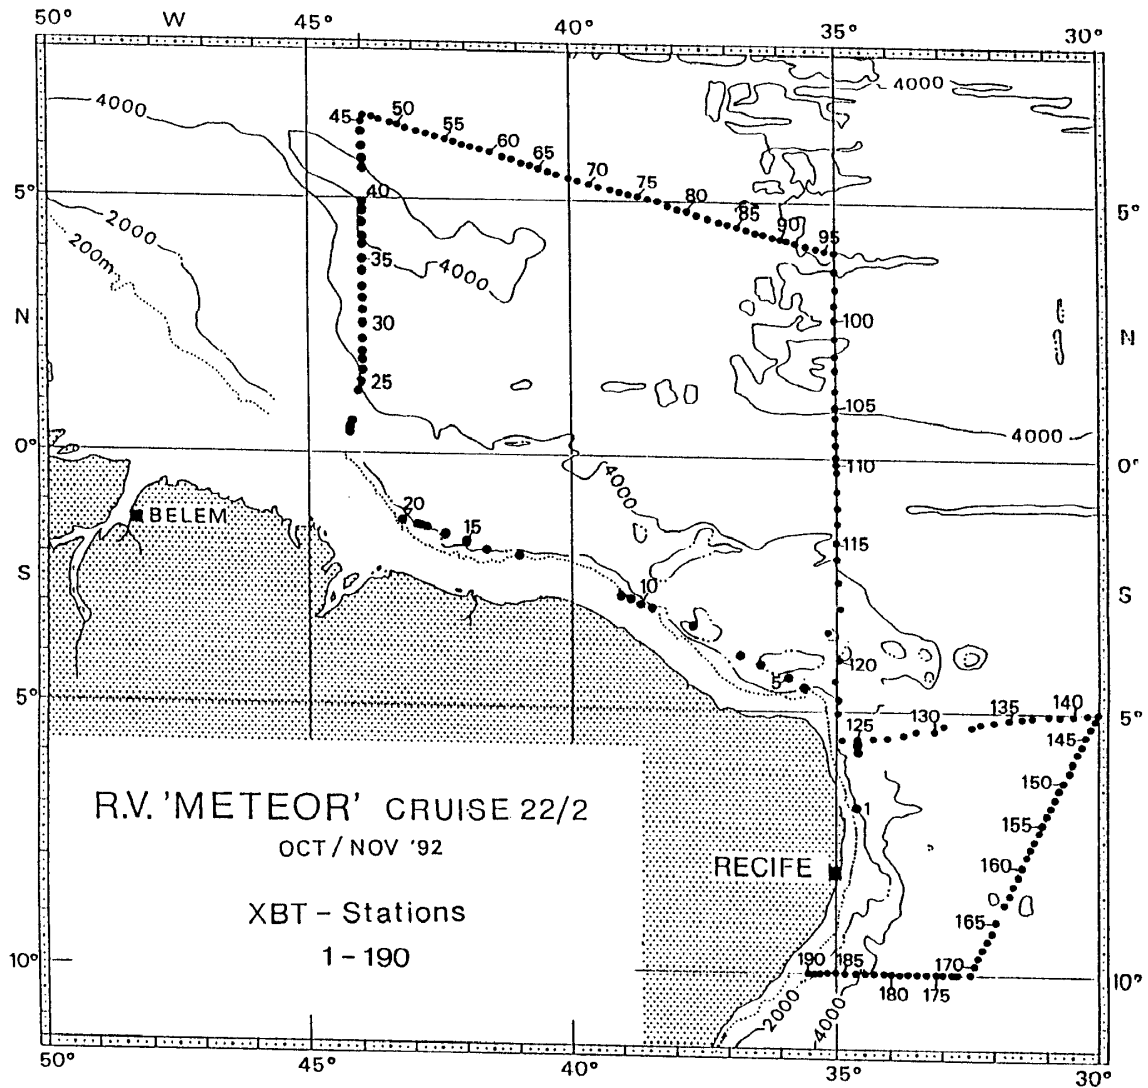 50° W 45° 40° 35° 30°
4000
4000
45 50 55 60 65 70 75 80 85 90 95
5° 40 5°
2000
200m
35 4000
N 30 100 N
25
105
4000
0° 110 0°
4000
20 15
BELEM
115
S 10 S
120
5
5° 5°
125 130 135 140
145
150
1
155
R.V. 'METEOR' CRUISE 22/2
OCT / NOV '92
RECIFE
160
XBT - Stations
165
1 - 190
10° 190 185 170 10°
180 175
2000 4000
50° 45° 40° 35° 30°